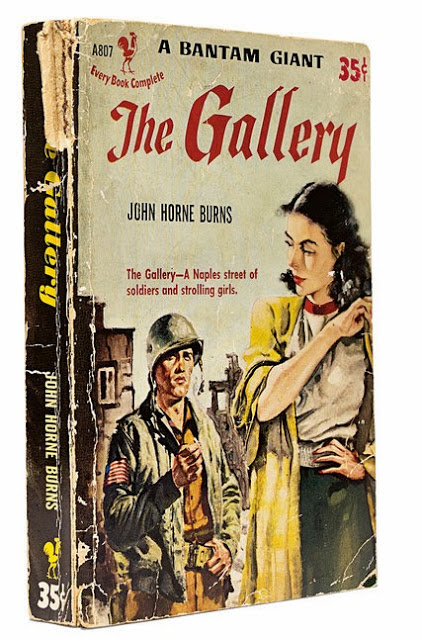 A807
Every Book Complete
A BANTAM GIANT
35¢
The Gallery
JOHN HORNE BURNS
The Gallery—A Naples street of
soldiers and strolling girls.
Gallery
JOHN HORNE BURNS
35¢